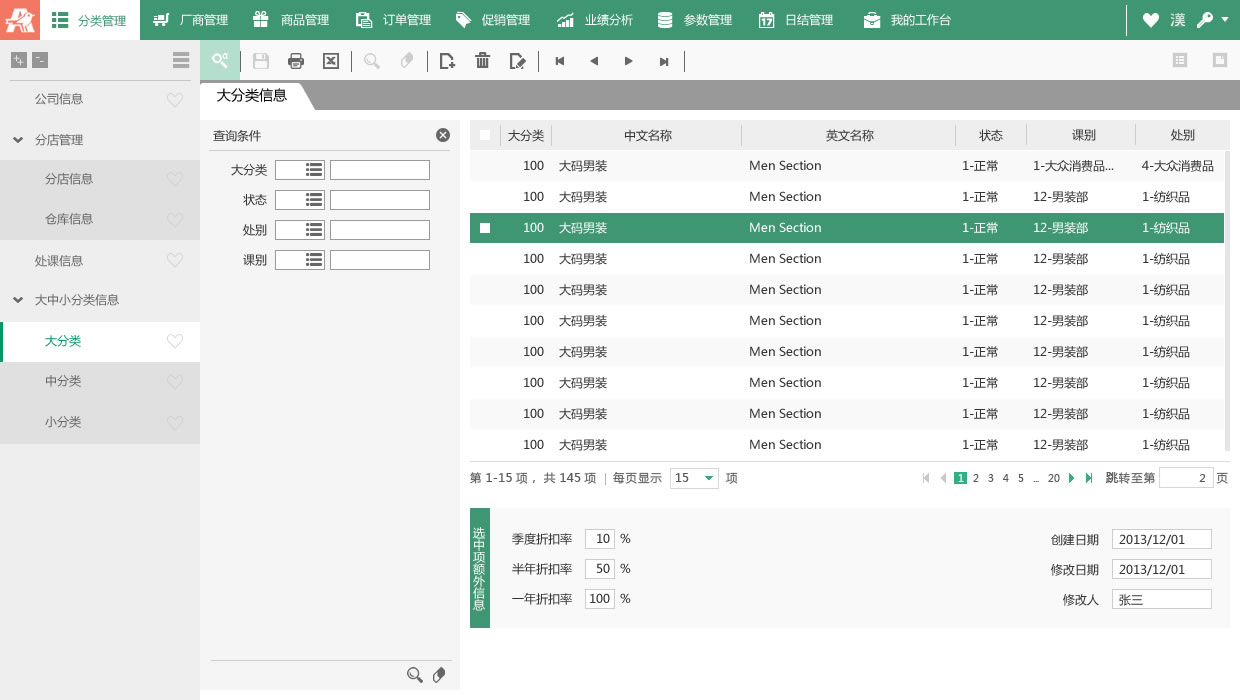 分类管理 厂商管理 商品管理 订单管理 促销管理 业绩分析 参数管理 17 日结管理 我的工作台 漢
公司信息
分店管理
分店信息
仓库信息
处课信息
大中小分类信息
大分类
中分类
小分类
大分类信息
查询条件
大分类
状态
处别
课别
大分类 中文名称 英文名称 状态 课别 处别
100 大码男装 Men Section 1-正常 1-大众消费品... 4-大众消费品
100 大码男装 Men Section 1-正常 12-男装部 1-纺织品
100 大码男装 Men Section 1-正常 12-男装部 1-纺织品
100 大码男装 Men Section 1-正常 12-男装部 1-纺织品
100 大码男装 Men Section 1-正常 12-男装部 1-纺织品
100 大码男装 Men Section 1-正常 12-男装部 1-纺织品
100 大码男装 Men Section 1-正常 12-男装部 1-纺织品
100 大码男装 Men Section 1-正常 12-男装部 1-纺织品
100 大码男装 Men Section 1-正常 12-男装部 1-纺织品
100 大码男装 Men Section 1-正常 12-男装部 1-纺织品
第 1-15 项， 共 145 项 | 每页显示 15 项 1 2 3 4 5 ... 20 跳转至第 2 页
选中项额外信息
季度折扣率 10 % 创建日期 2013/12/01
半年折扣率 50 % 修改日期 2013/12/01
一年折扣率 100 % 修改人 张三